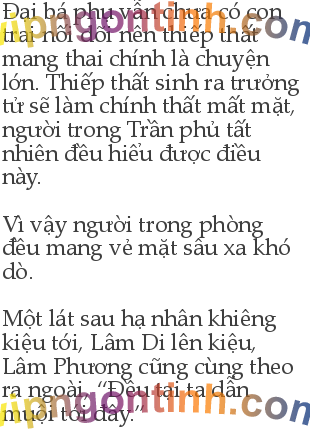 Đại bá phụ vẫn chưa có con
trai nối dõi nên thiếp thất
mang thai chính là chuyện
lớn. Thiếp thất sinh ra trưởng
tử sẽ làm chính thất mất mặt,
người trong Trần phủ tất
nhiên đều hiểu được điều
này.
Vì vậy người trong phòng
đều mang vẻ mặt sâu xa khó
dò.
Một lát sau hạ nhân khiêng
kiệu tới, Lâm Di lên kiệu,
Lâm Phương cũng cùng theo
ra ngoài, “Đều tại ta dẫn
muội tới đây.”
vipngontinh.com
vipngontinh.com